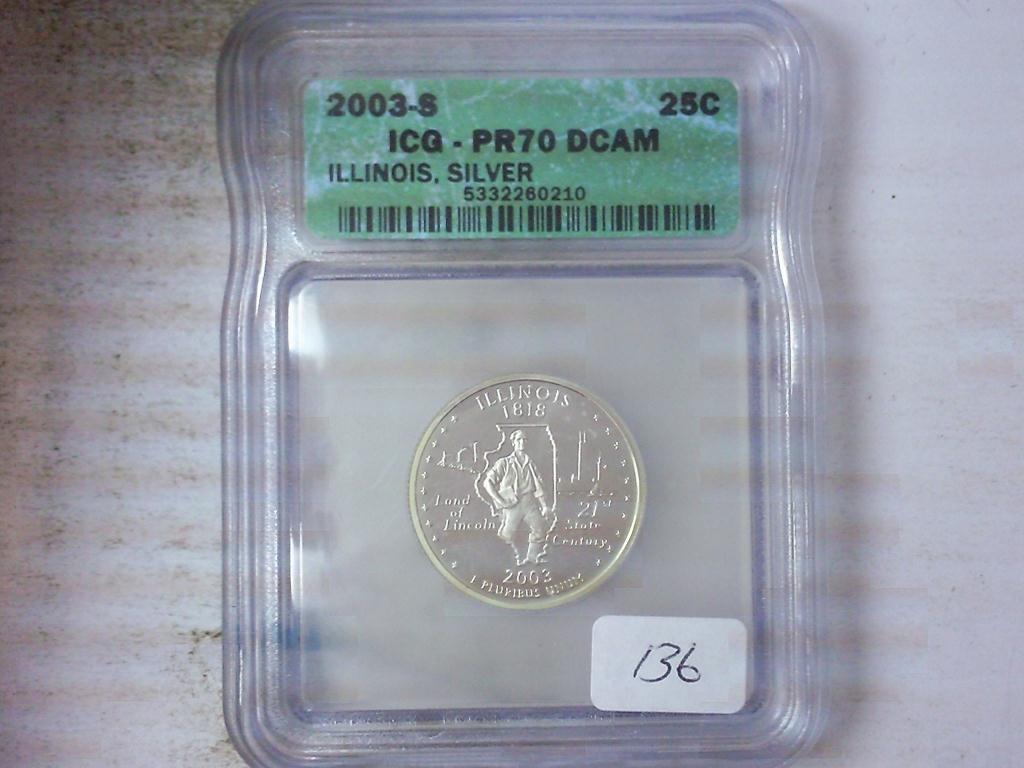 2003-S 25C
ICG - PR70 DCAM
ILLINOIS, SILVER
5332260210
ILLINOIS
1818
Land
of
Lincoln
21st
State
Century
2003
E PLURIBUS UNUM
136